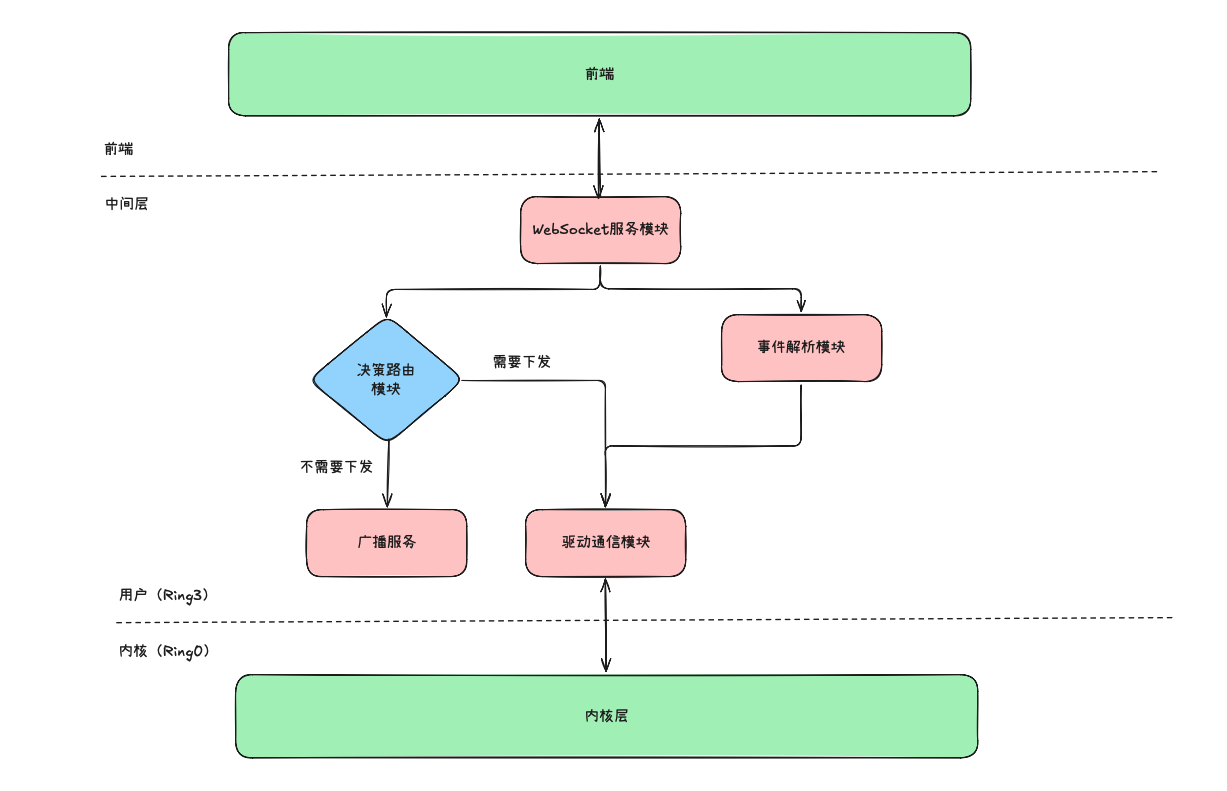 前端
前端
中间层
WebSocket服务模块
事件解析模块
需要下发
决策路由
模块
不需要下发
广播服务
驱动通信模块
用户（Ring3）
内核（Ring0）
内核层